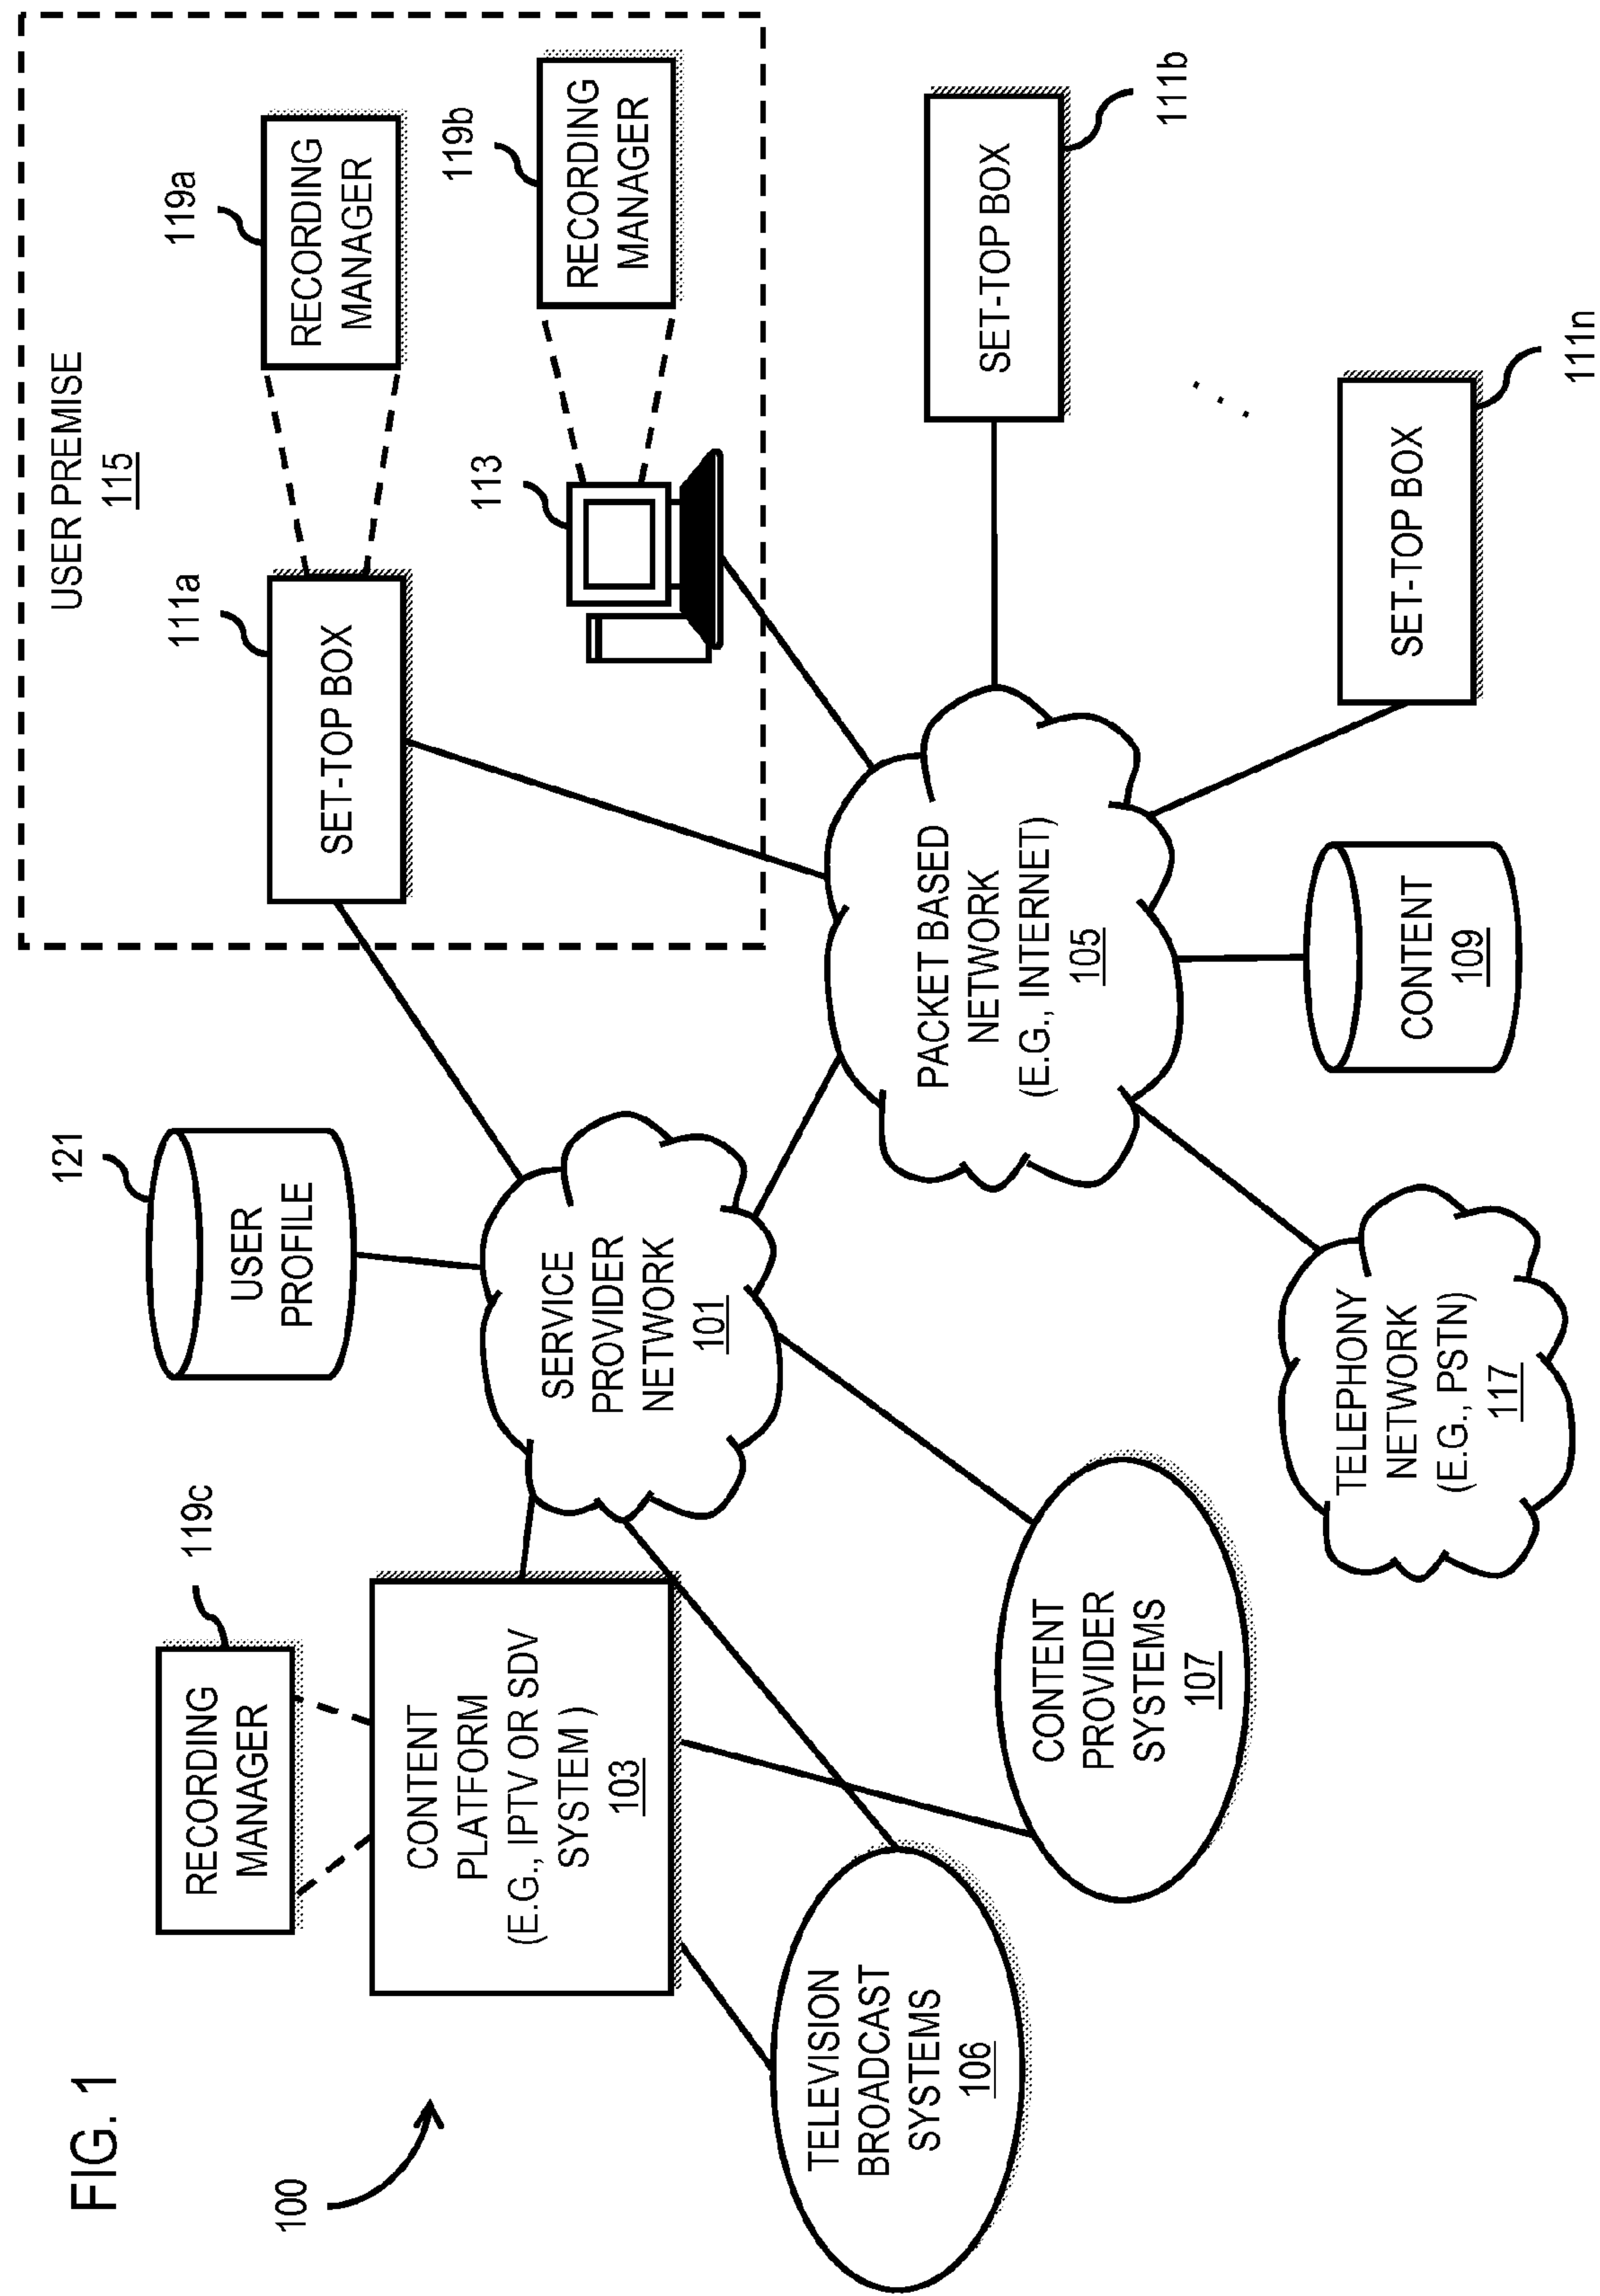 FIG. 1
100
RECORDING
MANAGER
119c
CONTENT
PLATFORM
(E.G., IPTV OR SDV
SYSTEM )
103
TELEVISION
BROADCAST
SYSTEMS
106
CONTENT
PROVIDER
SYSTEMS
107
USER
PROFILE
121
SERVICE
PROVIDER
NETWORK
101
TELEPHONY
NETWORK
(E.G., PSTN)
117
PACKET BASED
NETWORK
(E.G., INTERNET)
105
CONTENT
109
USER PREMISE
115
SET-TOP BOX
111a
RECORDING
MANAGER
119a
113
RECORDING
MANAGER
119b
SET-TOP BOX
111b
SET-TOP BOX
111n